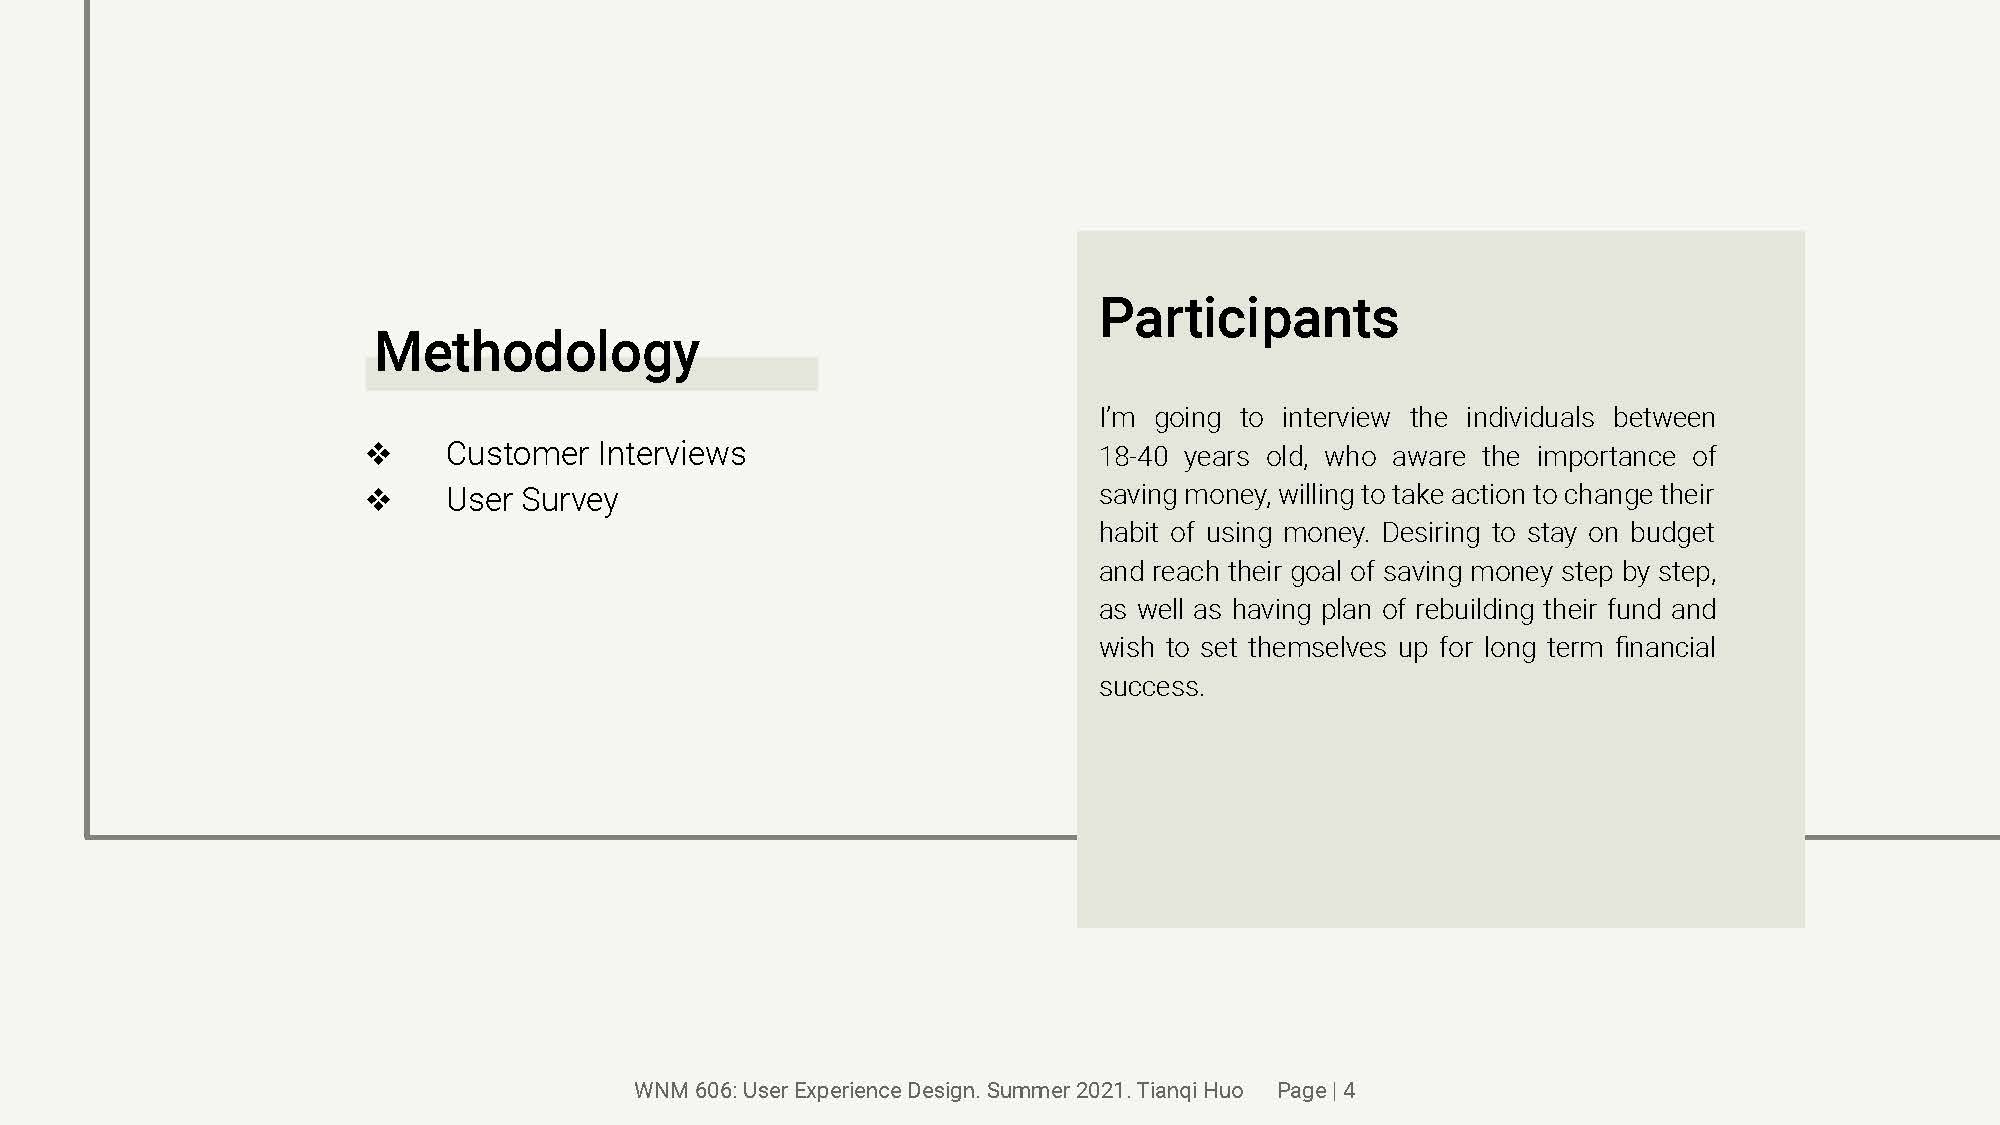 Methodology
❖ Customer Interviews
❖ User Survey
Participants
I’m going to interview the individuals between
18-40 years old, who aware the importance of
saving money, willing to take action to change their
habit of using money. Desiring to stay on budget
and reach their goal of saving money step by step,
as well as having plan of rebuilding their fund and
wish to set themselves up for long term financial
success.
WNM 606: User Experience Design. Summer 2021. Tianqi Huo Page | 4